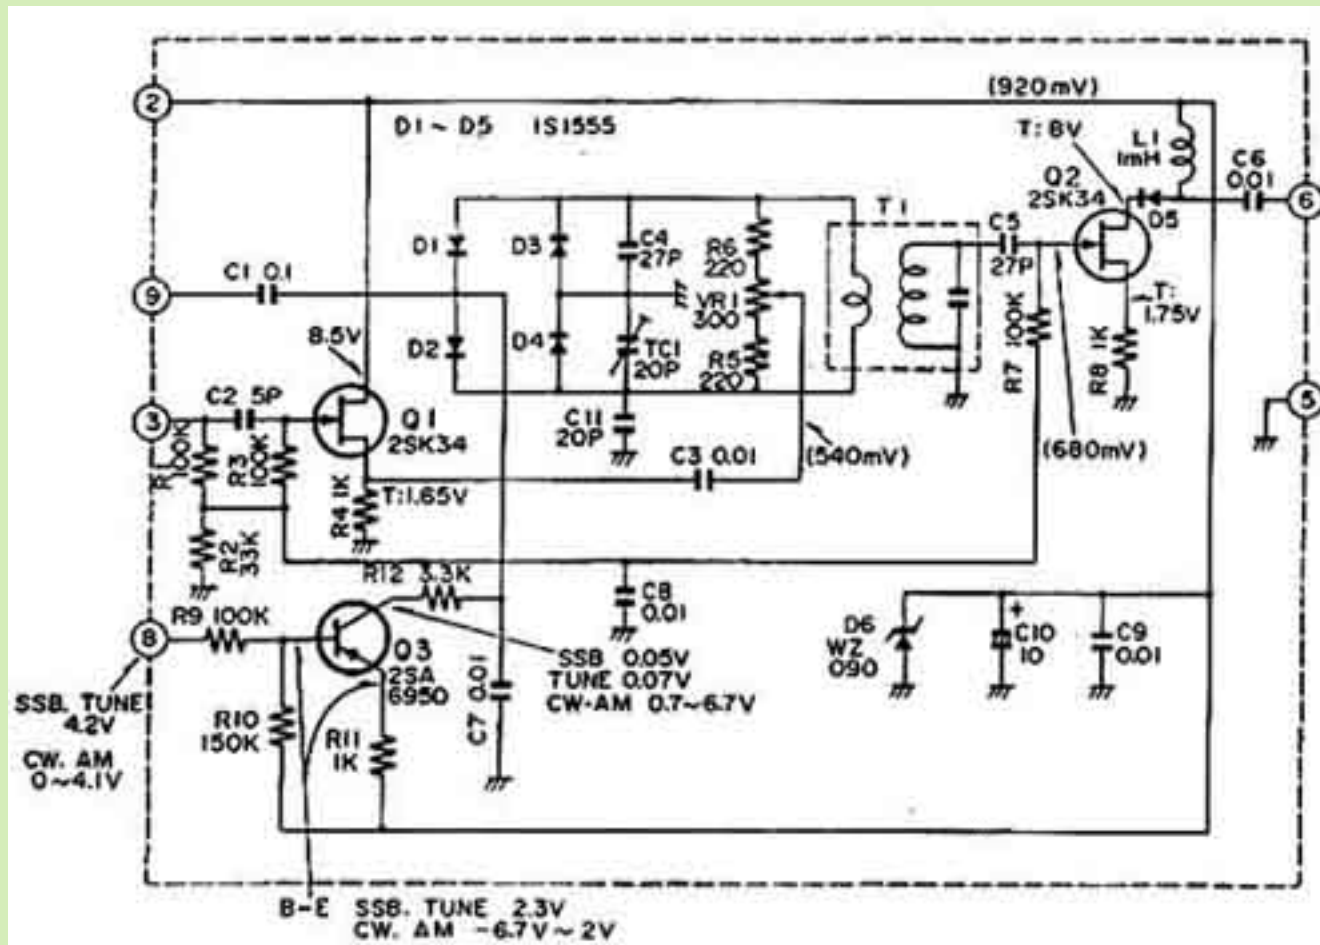 2
D1 ~ D5 1S1555
(920mV)
T: 8V
L1
1mH
C6
0.01
6
Q2
2SK34
D5
T1
C5
27P
D1
D3
C4
27P
R6
220
C1 0.1
9
VR1
300
D2
D4
TC1
20P
R5
220
R7 100K
R8 1K
T:
1.75V
8.5V
C2 5P
3
Q1
2SK34
C11
20P
5
R1 100K
R3 100K
C3 0.01
(540mV)
(680mV)
R4 1K
T:1.65V
R2 33K
R12 3.3K
C8
0.01
R9 100K
8
Q3
2SA
6950
SSB 0.05V
TUNE 0.07V
CW-AM 0.7~6.7V
D6
WZ
090
+
C10
10
C9
0.01
SSB. TUNE
4.2V
CW. AM
0~4.1V
R10
150K
R11
1K
C7 0.01
B-E SSB. TUNE 2.3V
CW. AM -6.7V~2V